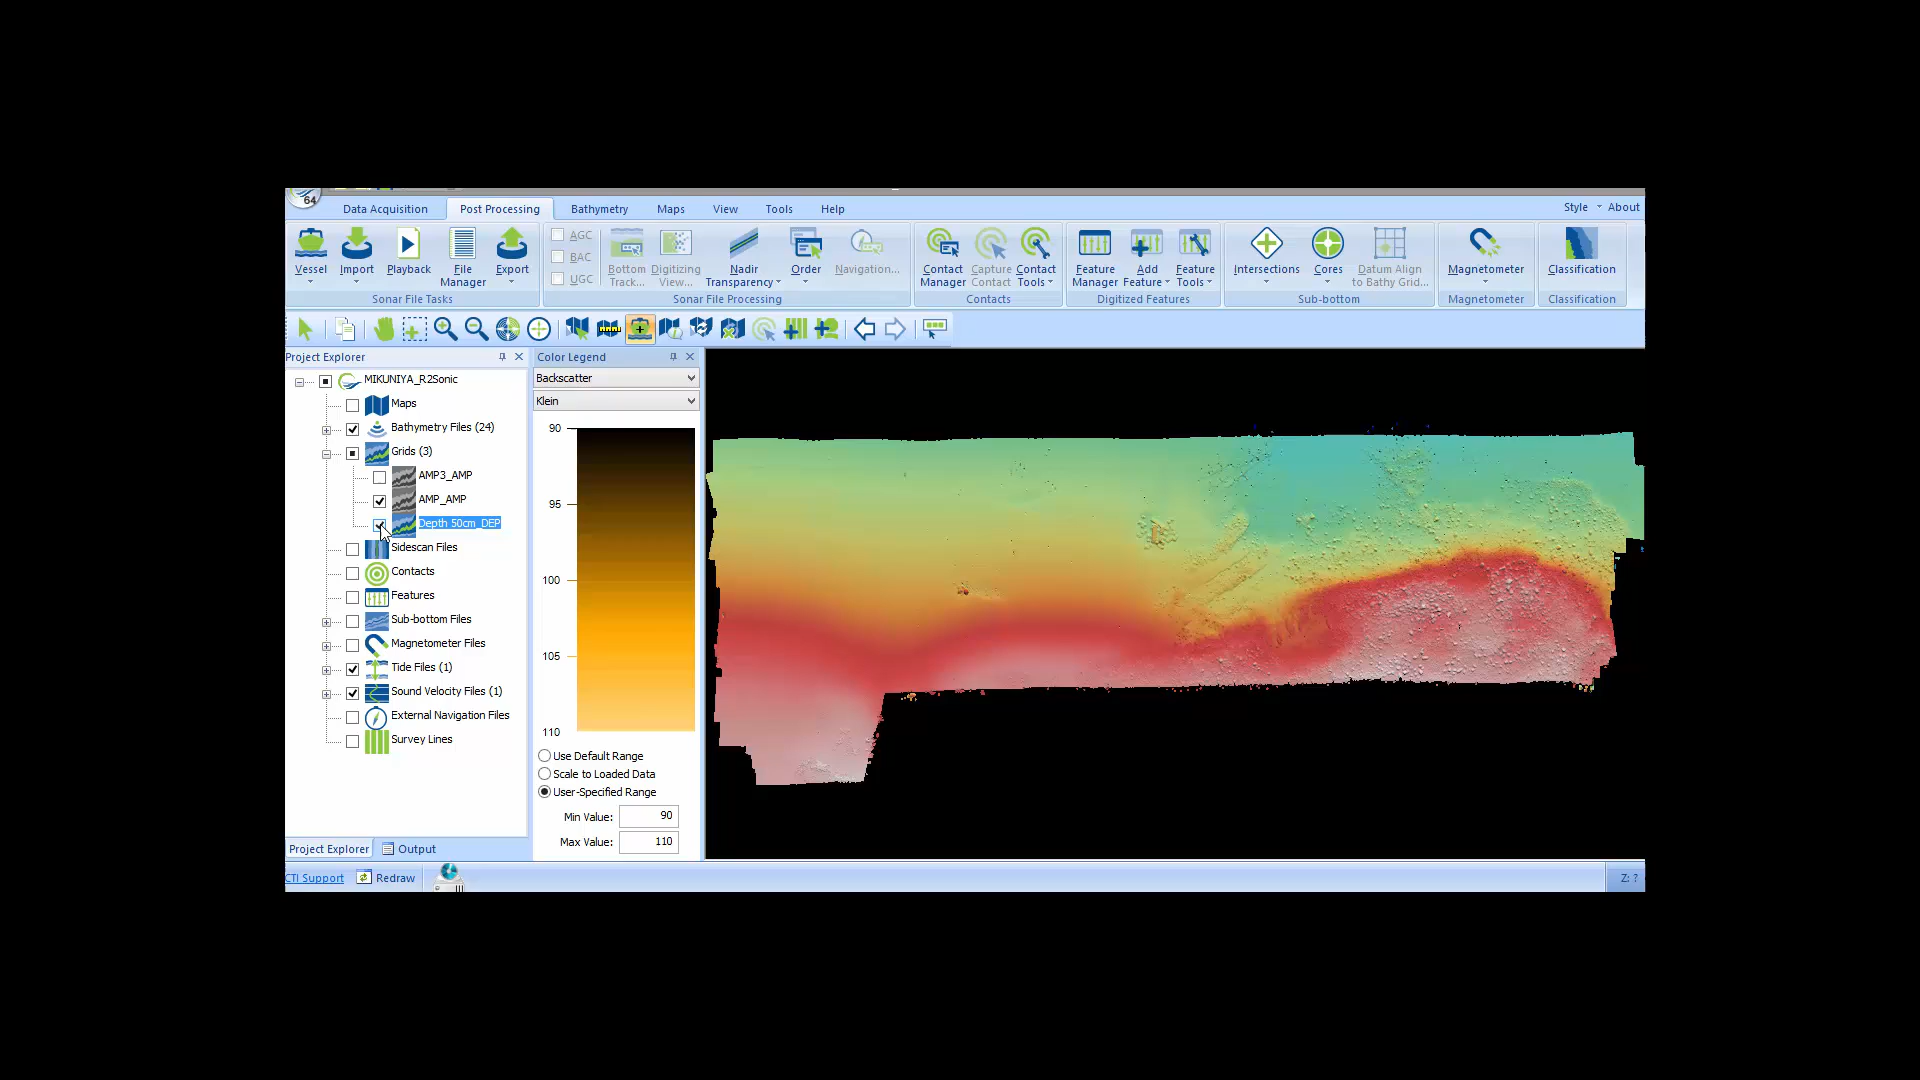 64
Data Acquisition Post Processing Bathymetry Maps View Tools Help Style About
AGC
BAC
UGC
Vessel Import Playback File Manager Export
Bottom Track... Digitizing View... Nadir Transparency Order Navigation...
Contact Manager Capture Contact Contact Tools
Feature Manager Add Feature Feature Tools
Intersections Cores Datum Align to Bathy Grid...
Magnetometer Classification
Sonar File Tasks Sonar File Processing Contacts Digitized Features Sub-bottom Magnetometer Classification
Project Explorer
MIKUNIYA_R2Sonic
Maps
Bathymetry Files (24)
Grids (3)
AMP3_AMP
AMP_AMP
Depth 50cm_DEP
Sidescan Files
Contacts
Features
Sub-bottom Files
Magnetometer Files
Tide Files (1)
Sound Velocity Files (1)
External Navigation Files
Survey Lines
Project Explorer Output
Color Legend
Backscatter
Klein
90
95
100
105
110
Use Default Range
Scale to Loaded Data
User-Specified Range
Min Value: 90
Max Value: 110
CTI Support Redraw
Z: ?